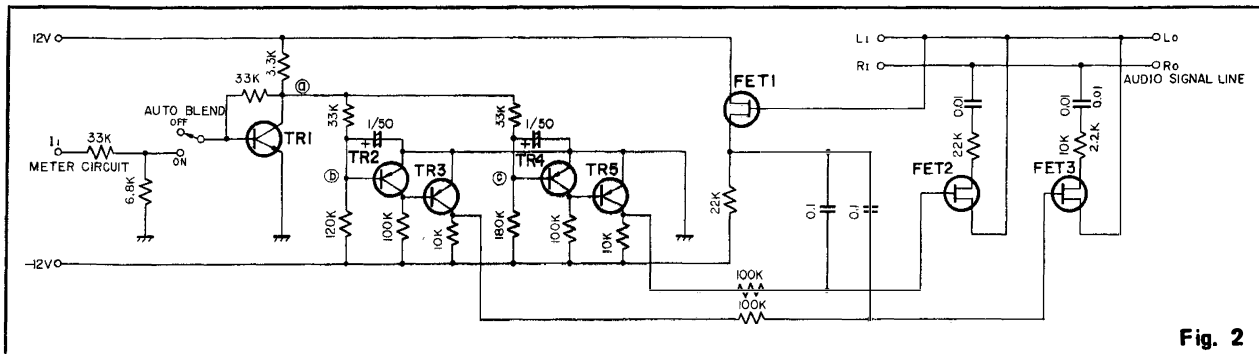 12V
3.3K
33K
ⓐ
AUTO BLEND
OFF
ON
TR1
33K
I1
METER CIRCUIT
6.8K
33K
1/50
+
TR2
TR3
ⓑ
120K
100K
10K
33K
1/50
+
TR4
TR5
ⓒ
180K
100K
10K
-12V
FET1
22K
0.1
0.1
100K
100K
LI
RI
LO
RO
AUDIO SIGNAL LINE
0.01
22K
FET2
0.01
0.01
10K
2.2K
FET3
Fig. 2